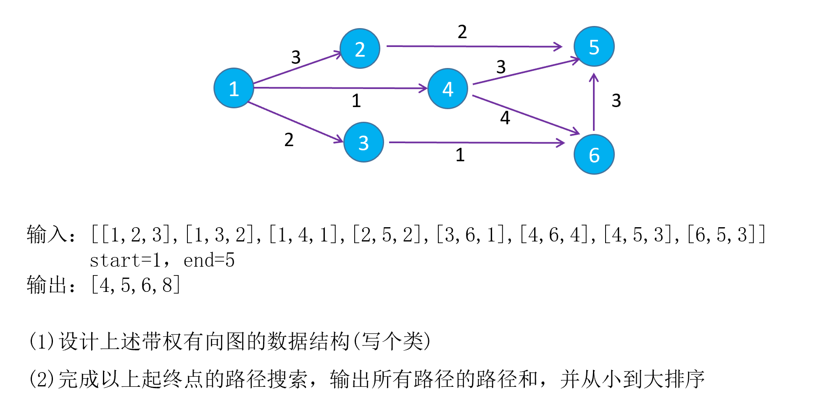 3
2
2
5
1
1
4
3
4
3
2
3
1
6
输入：[[1,2,3],[1,3,2],[1,4,1],[2,5,2],[3,6,1],[4,6,4],[4,5,3],[6,5,3]]
start=1，end=5
输出：[4,5,6,8]
(1)设计上述带权有向图的数据结构(写个类)
(2)完成以上起终点的路径搜索，输出所有路径的路径和，并从小到大排序